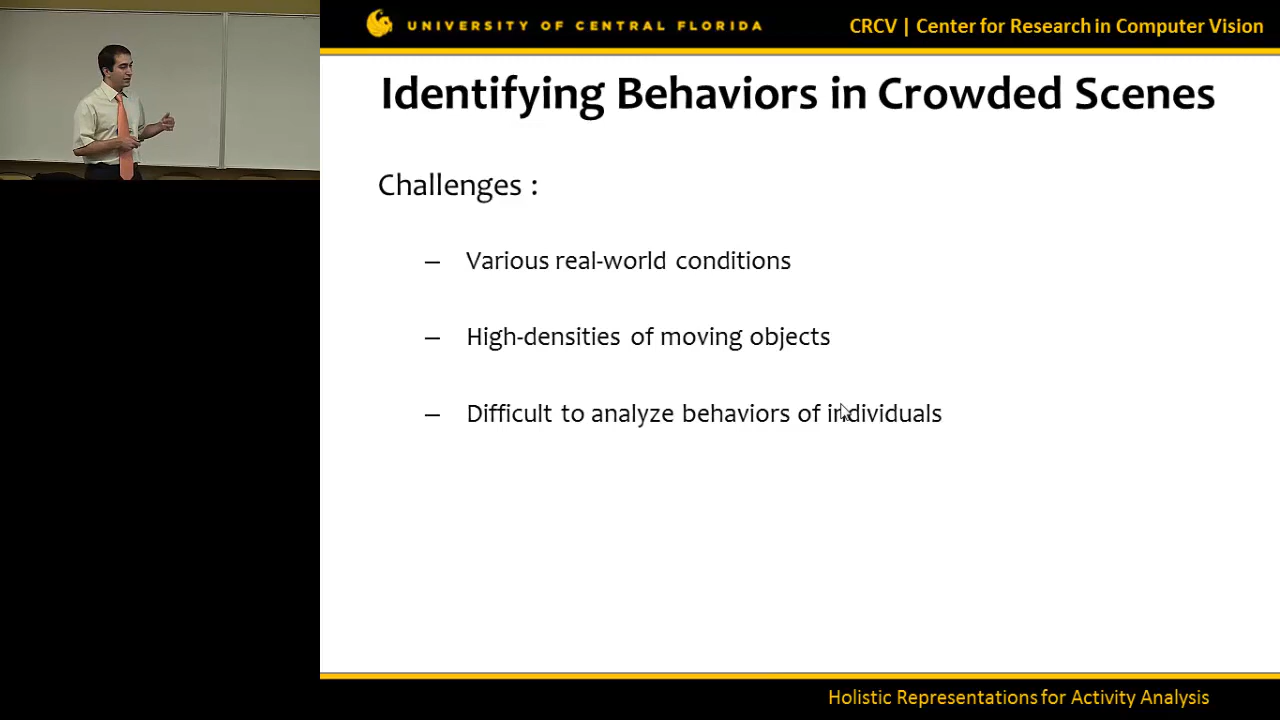 UNIVERSITY OF CENTRAL FLORIDA
CRCV | Center for Research in Computer Vision
Identifying Behaviors in Crowded Scenes
Challenges :
– Various real-world conditions
– High-densities of moving objects
– Difficult to analyze behaviors of individuals
Holistic Representations for Activity Analysis